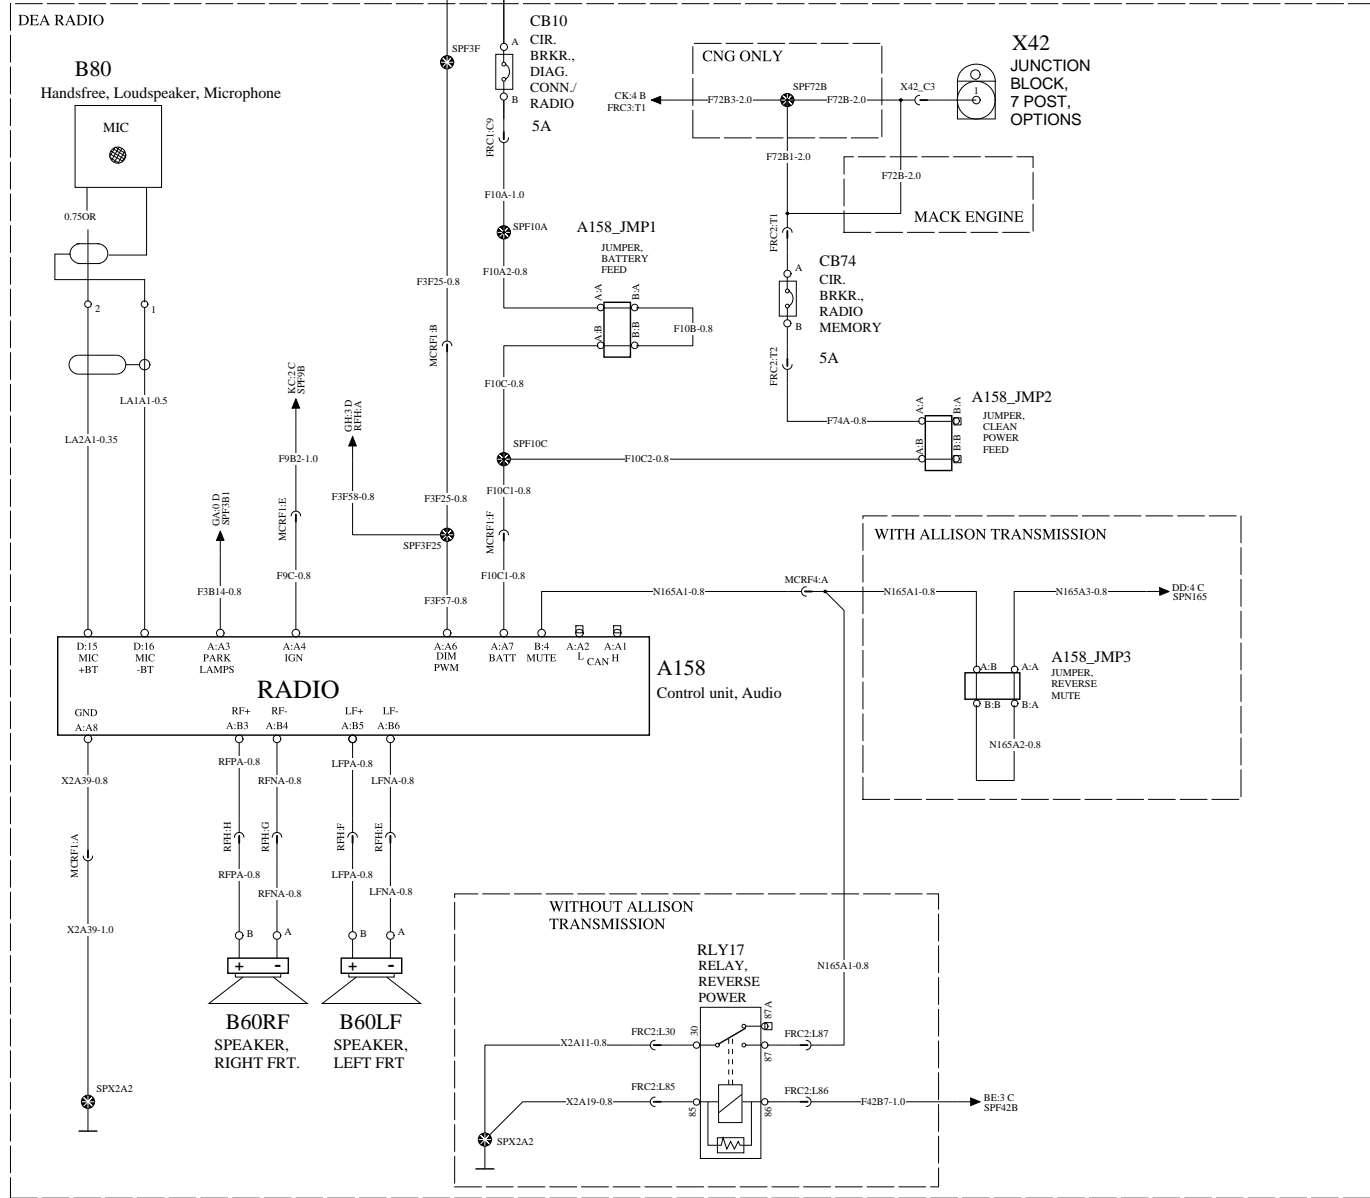 DEA RADIO
B80
Handsfree, Loudspeaker, Microphone
MIC
0.75OR
2
1
LA1A1-0.5
LA2A1-0.35
SPF3F
CB10
CIR.
BRKR.,
DIAG.
CONN./
RADIO
5A
A
B
FRC1:C9
F10A-1.0
SPF10A
F10A2-0.8
A158_JMP1
JUMPER,
BATTERY
FEED
A:A
B:A
A:B
B:B
F10B-0.8
F10C-0.8
F3F25-0.8
MCRF1:B
CNG ONLY
CK:4 B
FRC3:T1
F72B3-2.0
SPF72B
F72B-2.0
X42_C3
1
X42
JUNCTION
BLOCK,
7 POST,
OPTIONS
F72B1-2.0
F72B-2.0
MACK ENGINE
FRC2:T1
A
B
CB74
CIR.
BRKR.,
RADIO
MEMORY
5A
FRC2:T2
F74A-0.8
A158_JMP2
JUMPER,
CLEAN
POWER
FEED
A:A
B:A
A:B
B:B
SPF10C
F10C2-0.8
F10C1-0.8
MCRF1:F
F10C1-0.8
KC:2 C
SPF9B
F9B2-1.0
MCRF1:E
F9C-0.8
GH:3 D
RFH:A
F3F58-0.8
F3F25-0.8
SPF3F25
F3F57-0.8
GA:0 D
SPF3B1
F3B14-0.8
N165A1-0.8
MCRF4:A
WITH ALLISON TRANSMISSION
N165A1-0.8
N165A3-0.8
DD:4 C
SPN165
A158_JMP3
JUMPER,
REVERSE
MUTE
A:B
A:A
B:B
B:A
N165A2-0.8
D:15
MIC
+BT
D:16
MIC
-BT
A:A3
PARK
LAMPS
A:A4
IGN
A:A6
DIM
PWM
A:A7
BATT
B:4
MUTE
A:A2
L
CAN
A:A1
H
RADIO
A158
Control unit, Audio
GND
A:A8
RF+
A:B3
RF-
A:B4
LF+
A:B5
LF-
A:B6
X2A39-0.8
MCRF1:A
X2A39-1.0
SPX2A2
RFPA-0.8
RFNA-0.8
LFPA-0.8
LFNA-0.8
RFH:H
RFH:G
RFH:F
RFH:E
RFPA-0.8
RFNA-0.8
LFPA-0.8
LFNA-0.8
B
A
B
A
+ -
+ -
B60RF
SPEAKER,
RIGHT FRT.
B60LF
SPEAKER,
LEFT FRT
WITHOUT ALLISON
TRANSMISSION
RLY17
RELAY,
REVERSE
POWER
N165A1-0.8
X2A11-0.8
FRC2:L30
30
87A
87
FRC2:L87
X2A19-0.8
FRC2:L85
85
86
FRC2:L86
F42B7-1.0
BE:3 C
SPF42B
SPX2A2